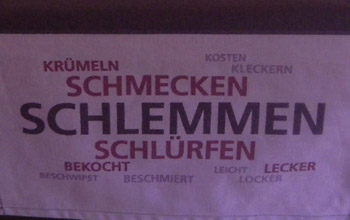 KOSTEN
KRÜMELN KLECKERN
SCHMECKEN
SCHLEMMEN
SCHLÜRFEN
BEKOCHT LEICHT LECKER
BESCHWIPST BESCHMIERT LOCKER